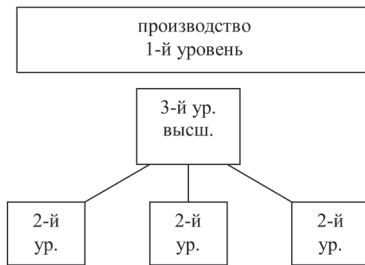 производство
1-й уровень
3-й ур.
высш.
2-й
ур.
2-й
ур.
2-й
ур.